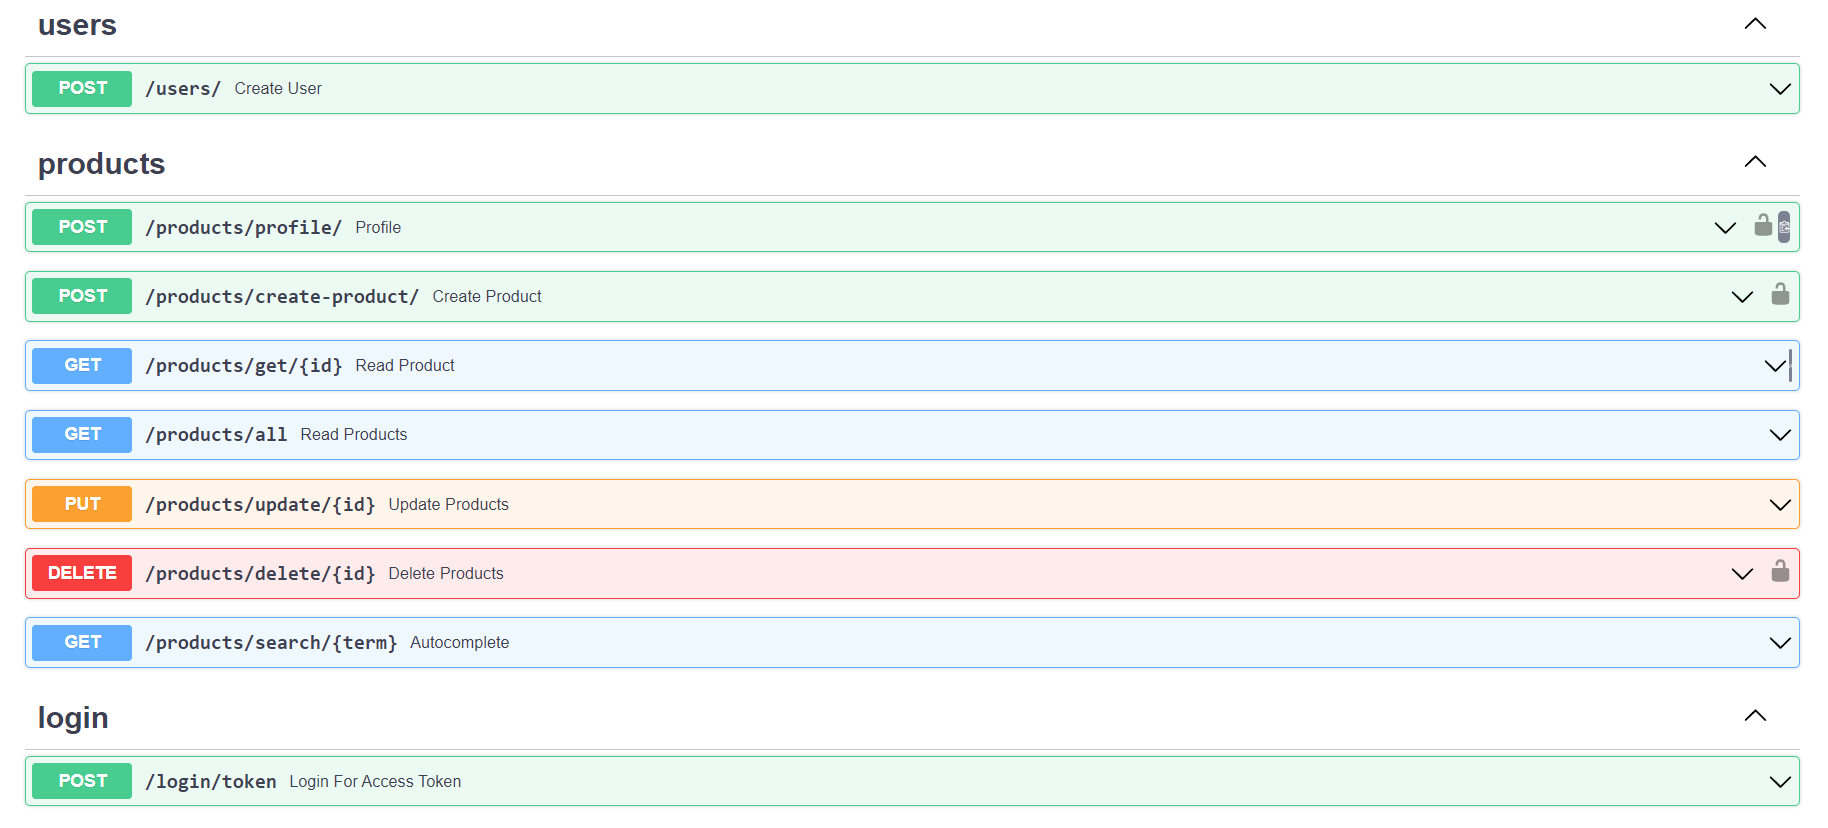 users
POST /users/ Create User
products
POST /products/profile/ Profile
POST /products/create-product/ Create Product
GET /products/get/{id} Read Product
GET /products/all Read Products
PUT /products/update/{id} Update Products
DELETE /products/delete/{id} Delete Products
GET /products/search/{term} Autocomplete
login
POST /login/token Login For Access Token